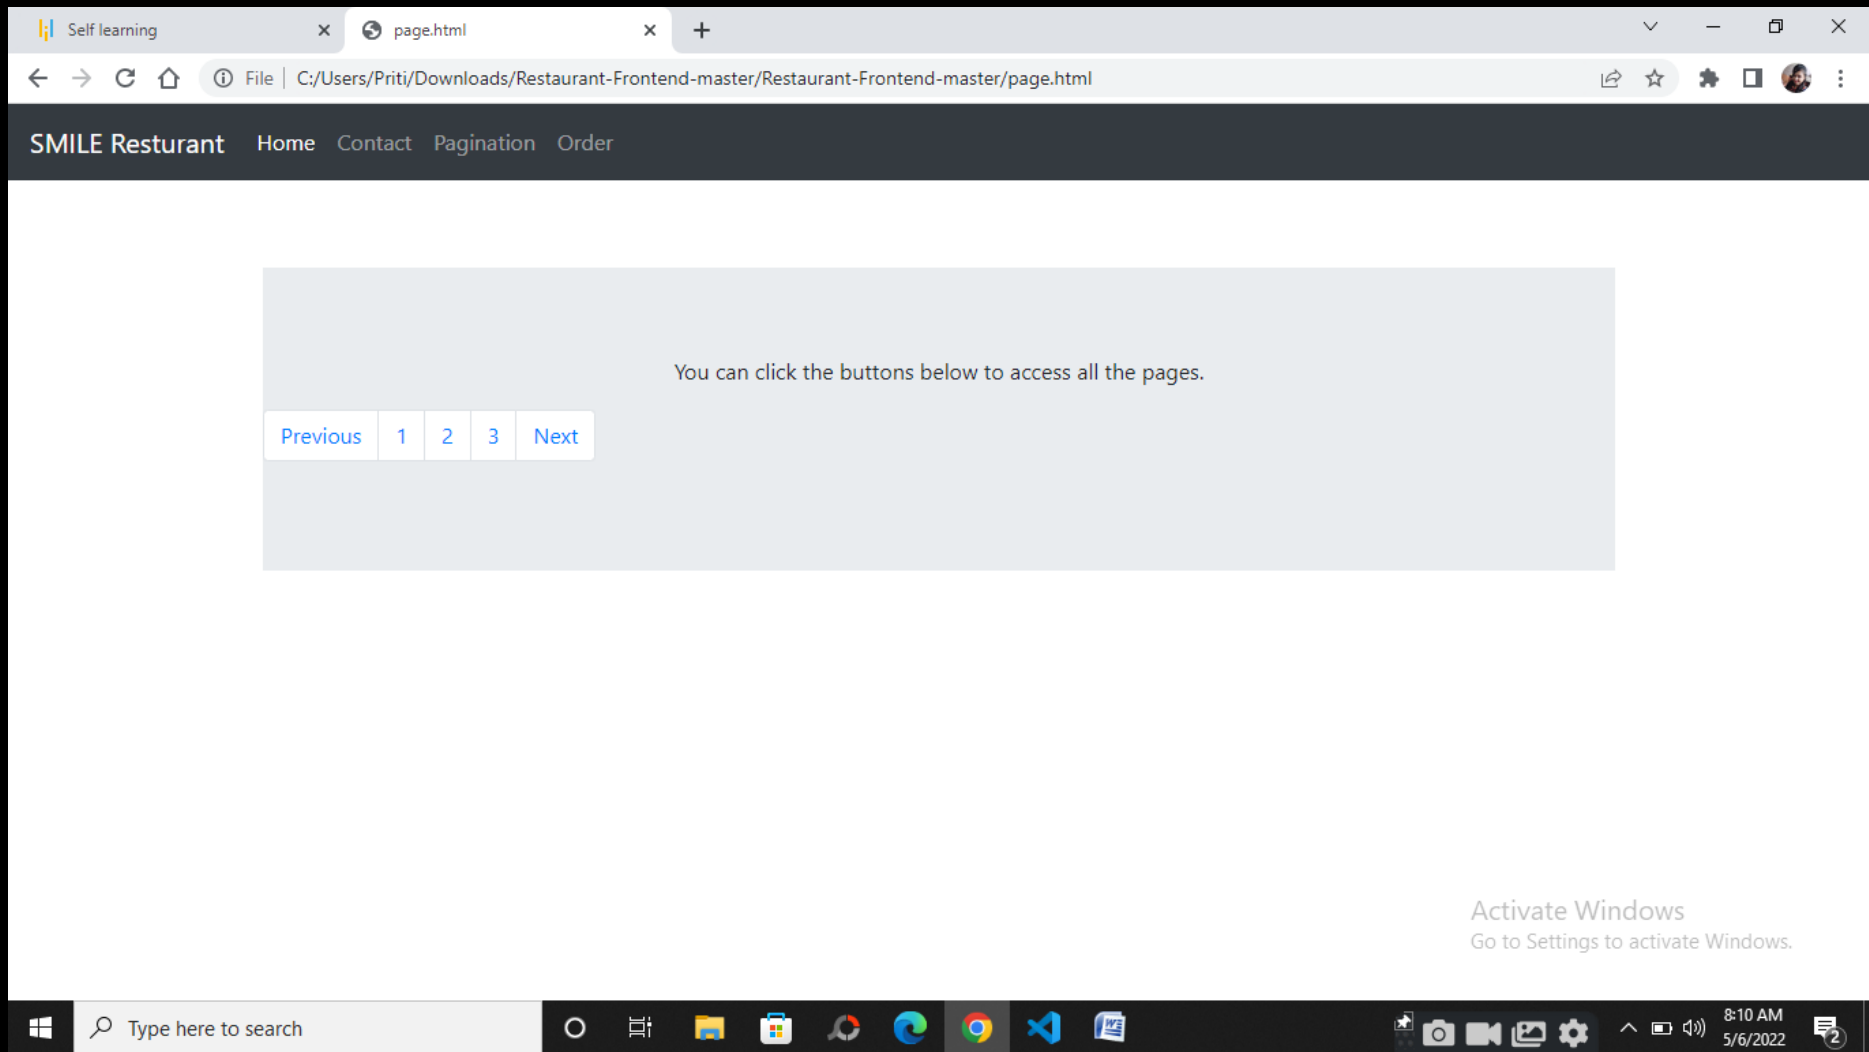 Self learning
page.html
File C:/Users/Priti/Downloads/Restaurant-Frontend-master/Restaurant-Frontend-master/page.html
SMILE Resturant Home Contact Pagination Order
You can click the buttons below to access all the pages.
Previous 1 2 3 Next
Activate Windows
Go to Settings to activate Windows.
Type here to search
8:10 AM
5/6/2022
2